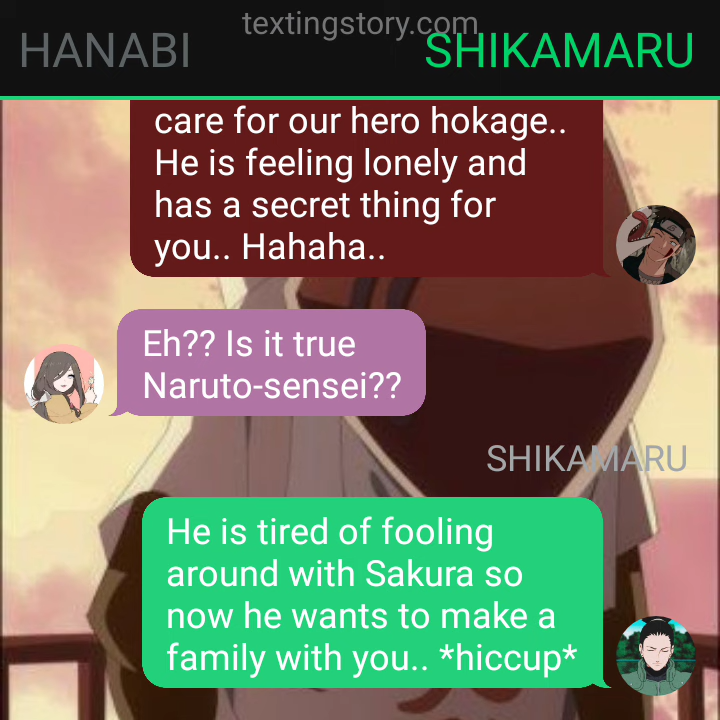 textingstory.com
HANABI
SHIKAMARU
care for our hero hokage..
He is feeling lonely and
has a secret thing for
you.. Hahaha..
Eh?? Is it true
Naruto-sensei??
SHIKAMARU
He is tired of fooling
around with Sakura so
now he wants to make a
family with you.. *hiccup*